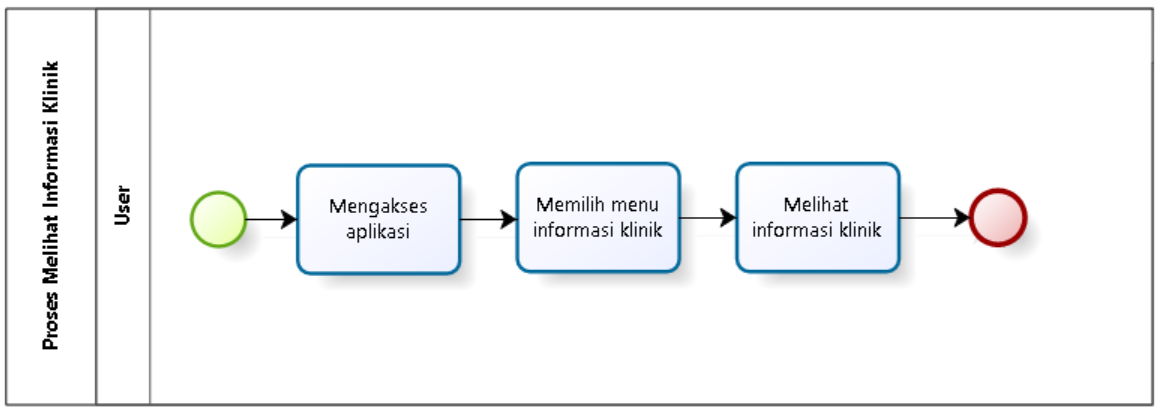 Proses Melihat Informasi Klinik
User
Mengakses
aplikasi
Memilih menu
informasi klinik
Melihat
informasi klinik